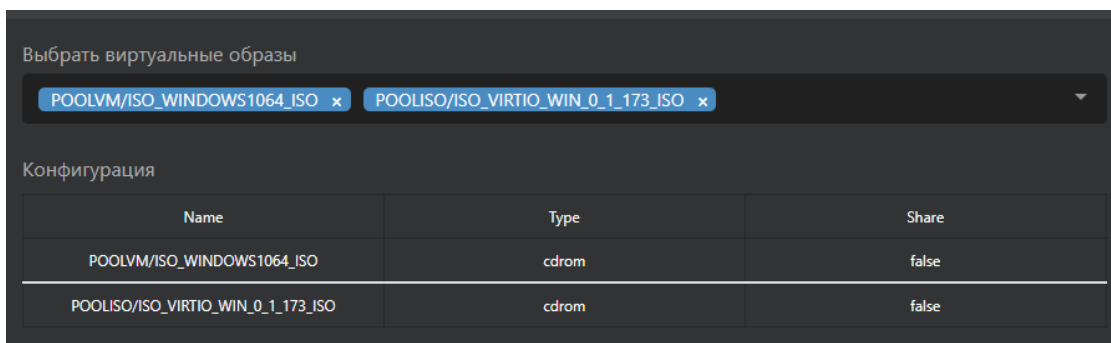 Выбрать виртуальные образы
POOLVM/ISO_WINDOWS1064_ISO × POOLISO/ISO_VIRTIO_WIN_0_1_173_ISO ×
Конфигурация
Name Type Share
POOLVM/ISO_WINDOWS1064_ISO cdrom false
POOLISO/ISO_VIRTIO_WIN_0_1_173_ISO cdrom false